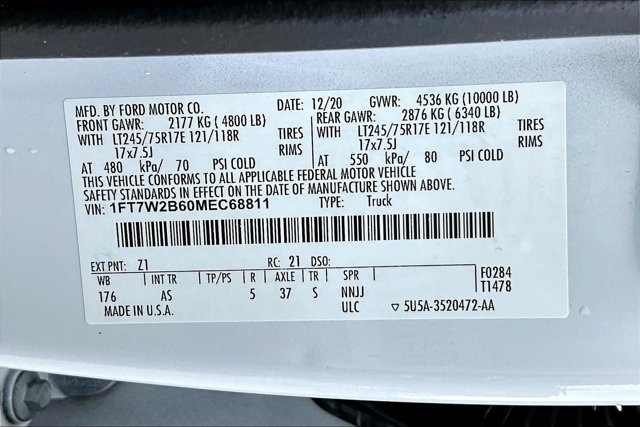 MFD. BY FORD MOTOR CO. DATE: 12/20 GVWR: 4536 KG (10000 LB)
FRONT GAWR: 2177 KG ( 4800 LB) REAR GAWR: 2876 KG ( 6340 LB)
WITH LT245/75R17E 121/118R TIRES WITH LT245/75R17E 121/118R TIRES
17x7.5J RIMS 17x7.5J RIMS
AT 480 kPa/ 70 PSI COLD AT 550 kPa/ 80 PSI COLD
THIS VEHICLE CONFORMS TO ALL APPLICABLE FEDERAL MOTOR VEHICLE
SAFETY STANDARDS IN EFFECT ON THE DATE OF MANUFACTURE SHOWN ABOVE.
VIN: 1FT7W2B60MEC68811 TYPE: Truck
EXT PNT: Z1 RC: 21 DSO:
WB INT TR TP/PS R AXLE TR SPR F0284
176 AS 5 37 S NNJJ T1478
MADE IN U.S.A. ULC ▽ 5U5A-3520472-AA